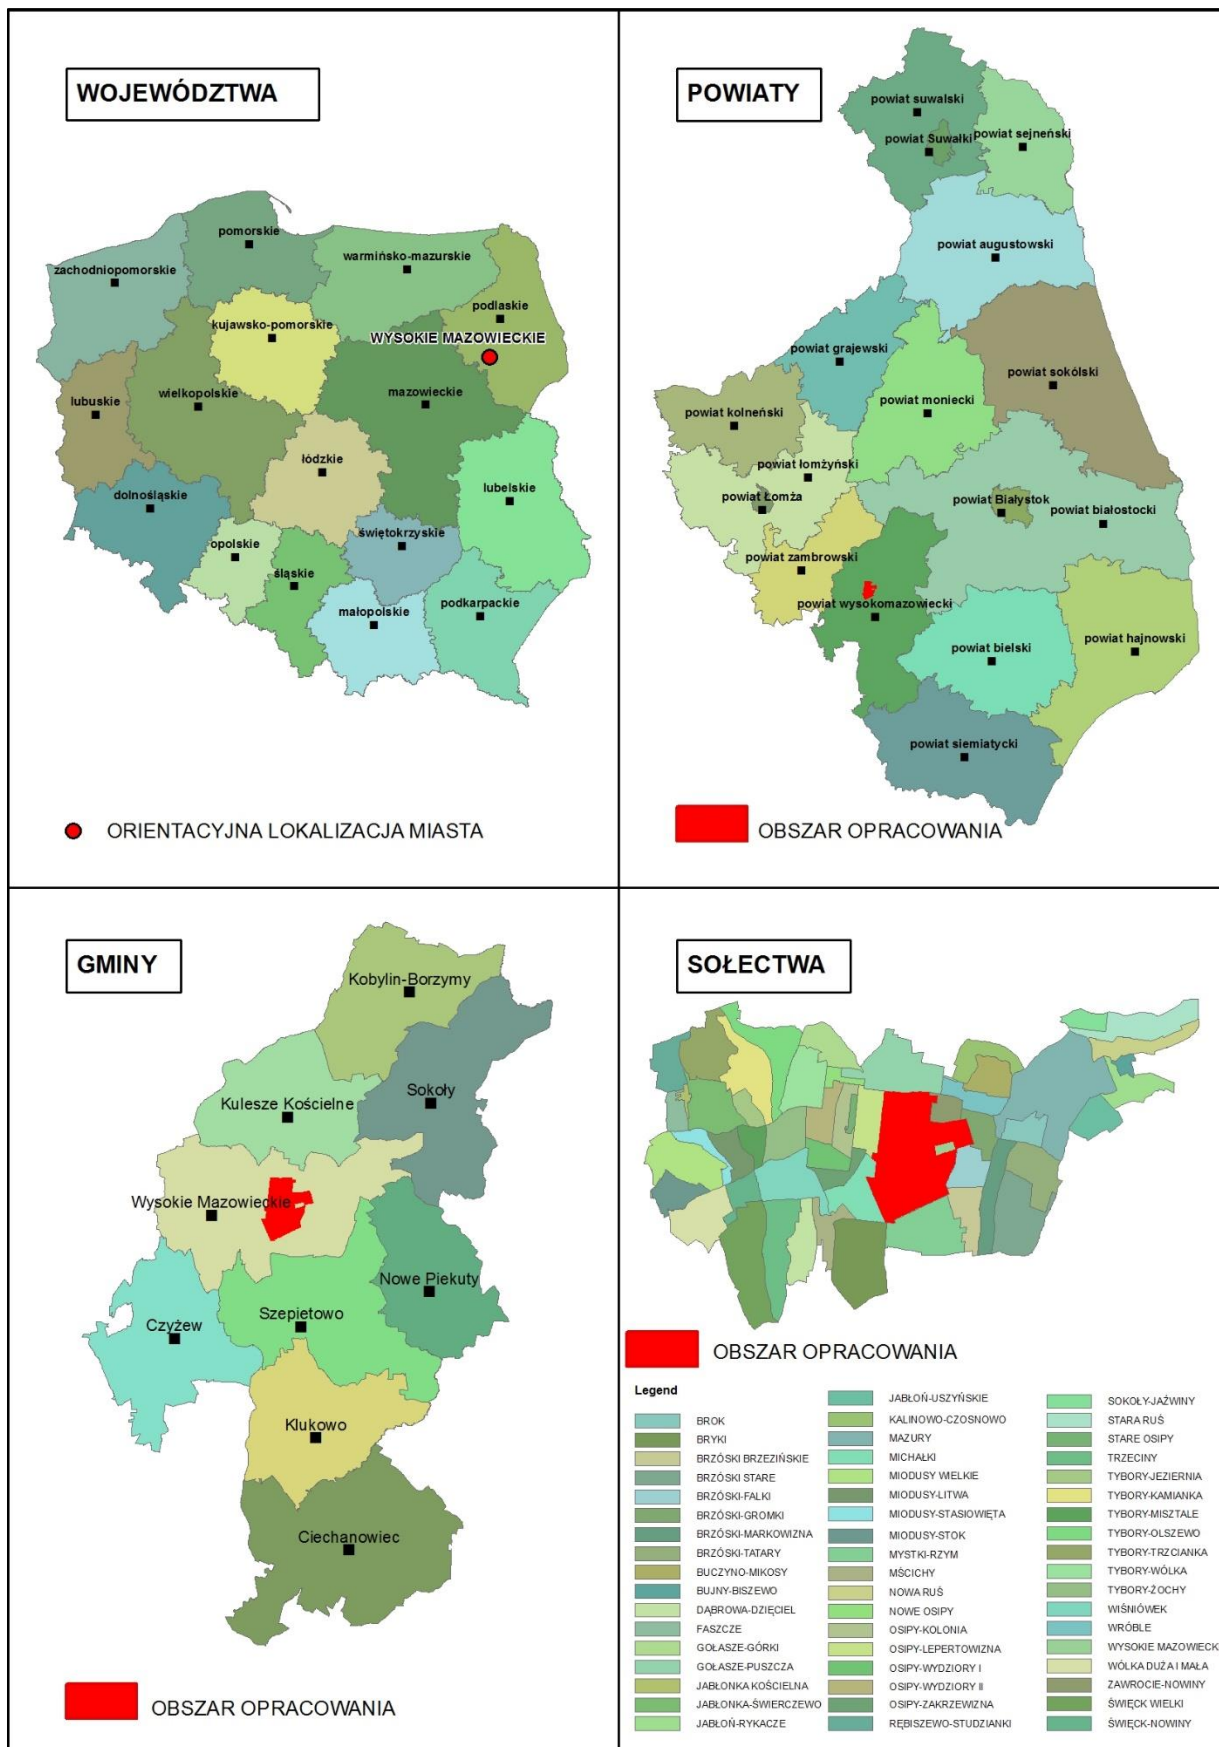 WOJEWÓDZTWA
pomorskie
zachodniopomorskie
warmińsko-mazurskie
podlaskie
kujawsko-pomorskie
WYSOKIE MAZOWIECKIE
lubuskie
wielkopolskie
mazowieckie
łódzkie
dolnośląskie
lubelskie
opolskie
świętokrzyskie
śląskie
małopolskie
podkarpackie
ORIENTACYJNA LOKALIZACJA MIASTA
POWIATY
powiat suwalski
powiat Suwałki
powiat sejneński
powiat augustowski
powiat grajewski
powiat sokólski
powiat moniecki
powiat kolneński
powiat łomżyński
powiat Łomża
powiat Białystok
powiat białostocki
powiat zambrowski
powiat wysokomazowiecki
powiat hajnowski
powiat bielski
powiat siemiatycki
OBSZAR OPRACOWANIA
GMINY
Kobylin-Borzymy
Sokoły
Kulesze Kościelne
Wysokie Mazowieckie
Nowe Piekuty
Szepietowo
Czyżew
Klukowo
Ciechanowiec
OBSZAR OPRACOWANIA
SOŁECTWA
OBSZAR OPRACOWANIA
Legend
BROK
BRYKI
BRZÓSKI BRZEZIŃSKIE
BRZÓSKI STARE
BRZÓSKI-FALKI
BRZÓSKI-GROMKI
BRZÓSKI-MARKOWIZNA
BRZÓSKI-TATARY
BUCZYNO-MIKOSY
BUJNY-BISZEWO
DĄBROWA-DZIĘCIEL
FASZCZE
GOŁASZE-GÓRKI
GOŁASZE-PUSZCZA
JABŁONKA KOŚCIELNA
JABŁONKA-ŚWIERCZEWO
JABŁOŃ-RYKACZE
JABŁOŃ-USZYŃSKIE
KALINOWO-CZOSNOWO
MAZURY
MICHAŁKI
MIODUSY WIELKIE
MIODUSY-LITWA
MIODUSY-STASIOWIĘTA
MIODUSY-STOK
MYSTKI-RZYM
MŚCICHY
NOWA RUŚ
NOWE OSIPY
OSIPY-KOLONIA
OSIPY-LEPERTOWIZNA
OSIPY-WYDZIORY I
OSIPY-WYDZIORY II
OSIPY-ZAKRZEWIZNA
RĘBISZEWO-STUDZIANKI
SOKOŁY-JAŹWINY
STARA RUŚ
STARE OSIPY
TRZECINY
TYBORY-JEZIERNIA
TYBORY-KAMIANKA
TYBORY-MISZTALE
TYBORY-OLSZEWO
TYBORY-TRZCIANKA
TYBORY-WÓLKA
TYBORY-ŻOCHY
WIŚNIÓWEK
WRÓBLE
WYSOKIE MAZOWIECK
WÓLKA DUŻA I MAŁA
ZAWROCIE-NOWINY
ŚWIĘCK WIELKI
ŚWIĘCK-NOWINY